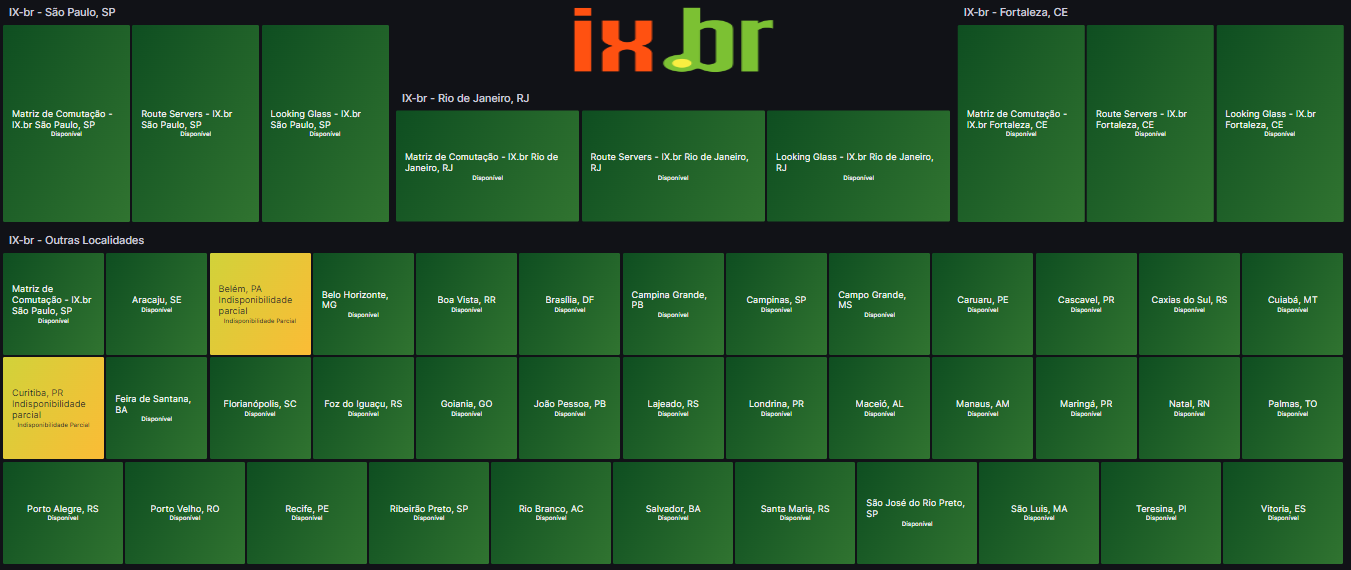 IX-br - São Paulo, SP
Matriz de Comutação -
IX.br São Paulo, SP
Disponível
Route Servers - IX.br
São Paulo, SP
Disponível
Looking Glass - IX.br
São Paulo, SP
Disponível
ix.br
IX-br - Rio de Janeiro, RJ
Matriz de Comutação - IX.br Rio de
Janeiro, RJ
Disponível
Route Servers - IX.br Rio de Janeiro,
RJ
Disponível
Looking Glass - IX.br Rio de Janeiro,
RJ
Disponível
IX-br - Fortaleza, CE
Matriz de Comutação -
IX.br Fortaleza, CE
Disponível
Route Servers - IX.br
Fortaleza, CE
Disponível
Looking Glass - IX.br
Fortaleza, CE
Disponível
IX-br - Outras Localidades
Matriz de
Comutação - IX.br
São Paulo, SP
Disponível
Aracaju, SE
Disponível
Belém, PA
Indisponibilidade
parcial
Indisponibilidade Parcial
Belo Horizonte,
MG
Disponível
Boa Vista, RR
Disponível
Brasília, DF
Disponível
Campina Grande,
PB
Disponível
Campinas, SP
Disponível
Campo Grande,
MS
Disponível
Caruaru, PE
Disponível
Cascavel, PR
Disponível
Caxias do Sul, RS
Disponível
Cuiabá, MT
Disponível
Curitiba, PR
Indisponibilidade
parcial
Indisponibilidade Parcial
Feira de Santana,
BA
Disponível
Florianópolis, SC
Disponível
Foz do Iguaçu, RS
Disponível
Goiania, GO
Disponível
João Pessoa, PB
Disponível
Lajeado, RS
Disponível
Londrina, PR
Disponível
Maceió, AL
Disponível
Manaus, AM
Disponível
Maringá, PR
Disponível
Natal, RN
Disponível
Palmas, TO
Disponível
Porto Alegre, RS
Disponível
Porto Velho, RO
Disponível
Recife, PE
Disponível
Ribeirão Preto, SP
Disponível
Rio Branco, AC
Disponível
Salvador, BA
Disponível
Santa Maria, RS
Disponível
São José do Rio Preto,
SP
Disponível
São Luis, MA
Disponível
Teresina, PI
Disponível
Vitoria, ES
Disponível